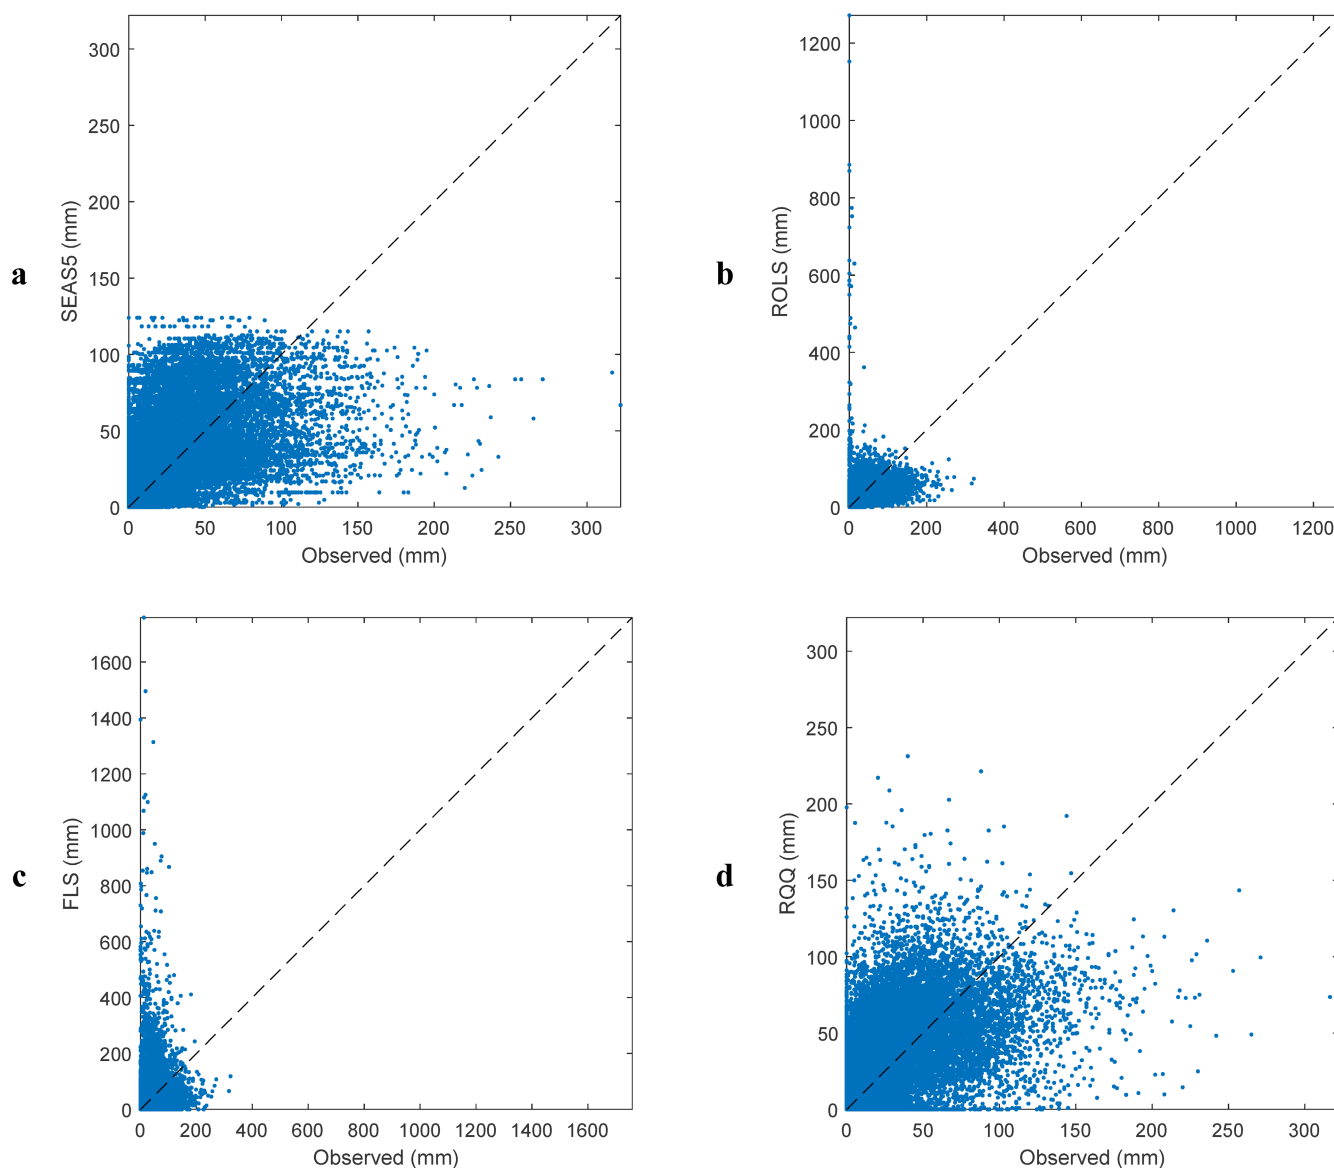 a
SEAS5 (mm)
300
250
200
150
100
50
0
0 50 100 150 200 250 300
Observed (mm)
b
ROLS (mm)
1200
1000
800
600
400
200
0
0 200 400 600 800 1000 1200
Observed (mm)
c
FLS (mm)
1600
1400
1200
1000
800
600
400
200
0
0 200 400 600 800 1000 1200 1400 1600
Observed (mm)
d
RQQ (mm)
300
250
200
150
100
50
0
0 50 100 150 200 250 300
Observed (mm)